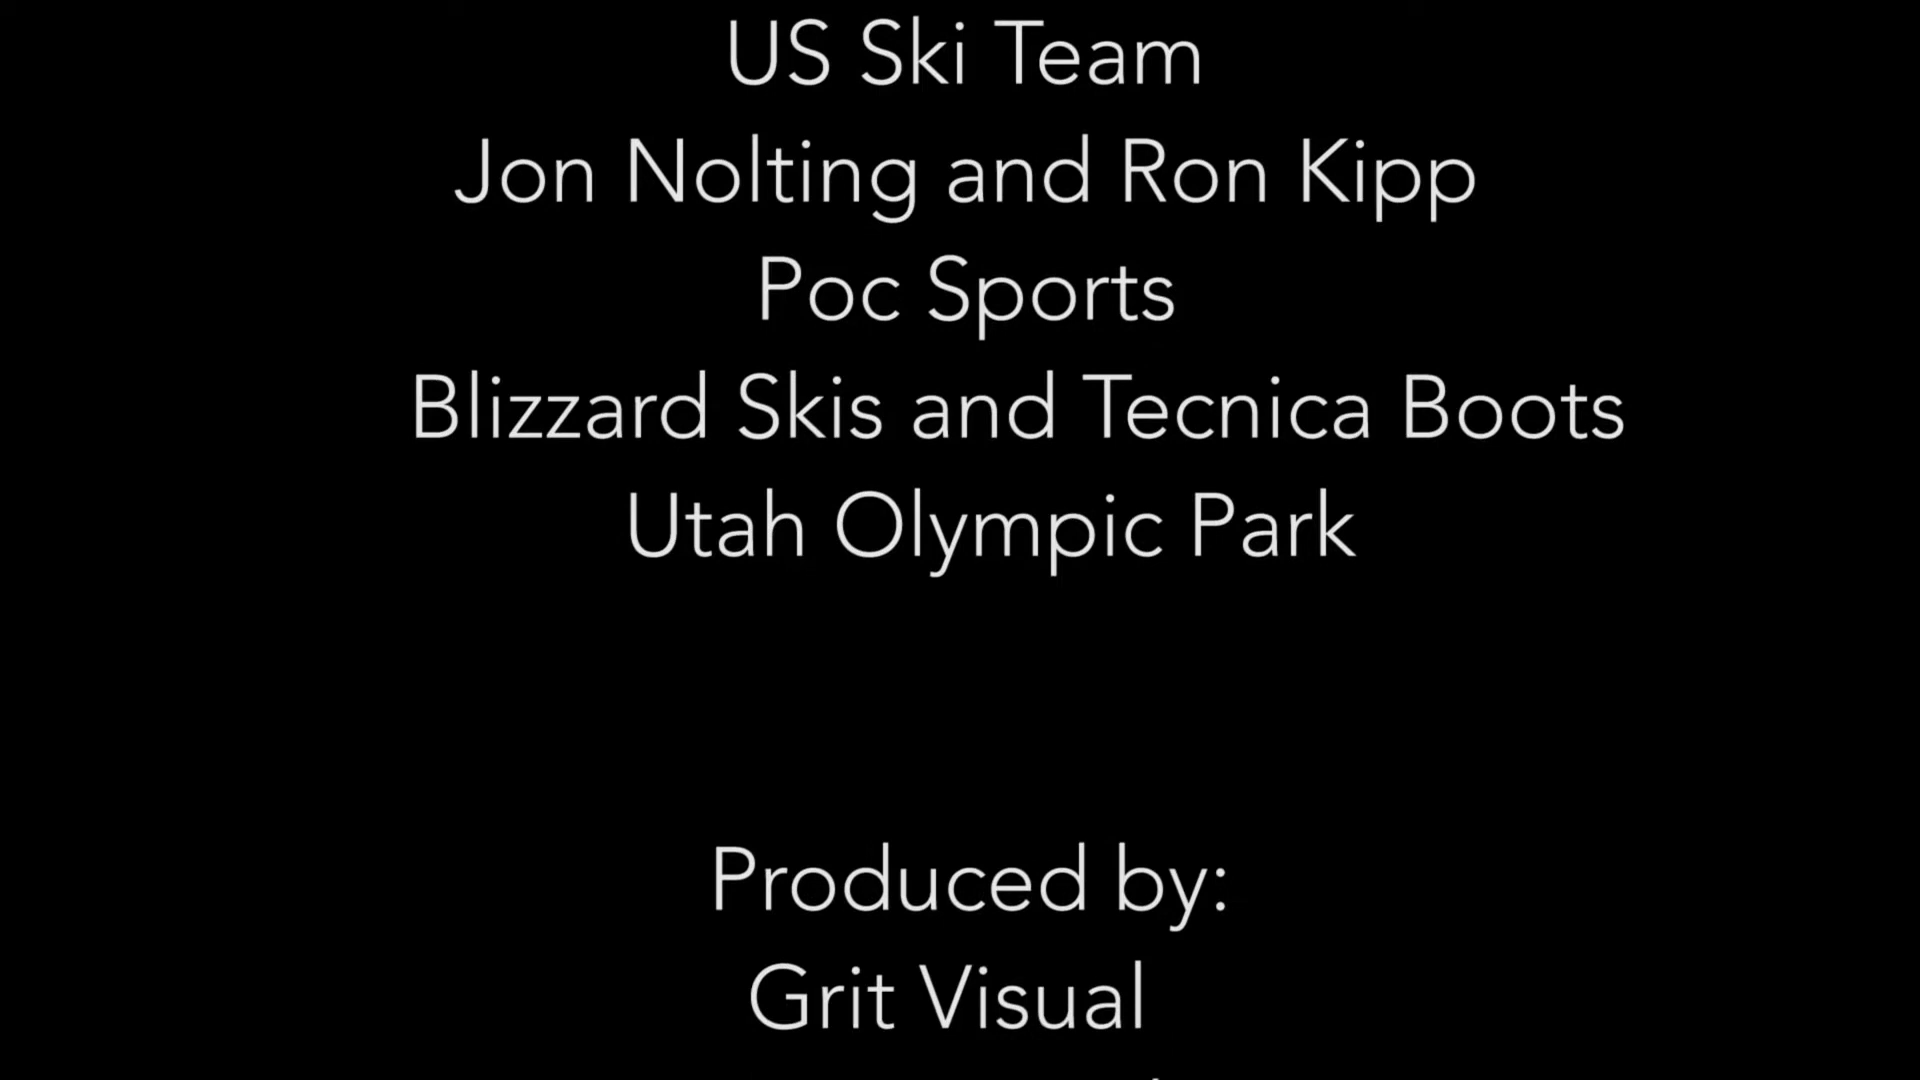 US Ski Team
Jon Nolting and Ron Kipp
Poc Sports
Blizzard Skis and Tecnica Boots
Utah Olympic Park
Produced by:
Grit Visual